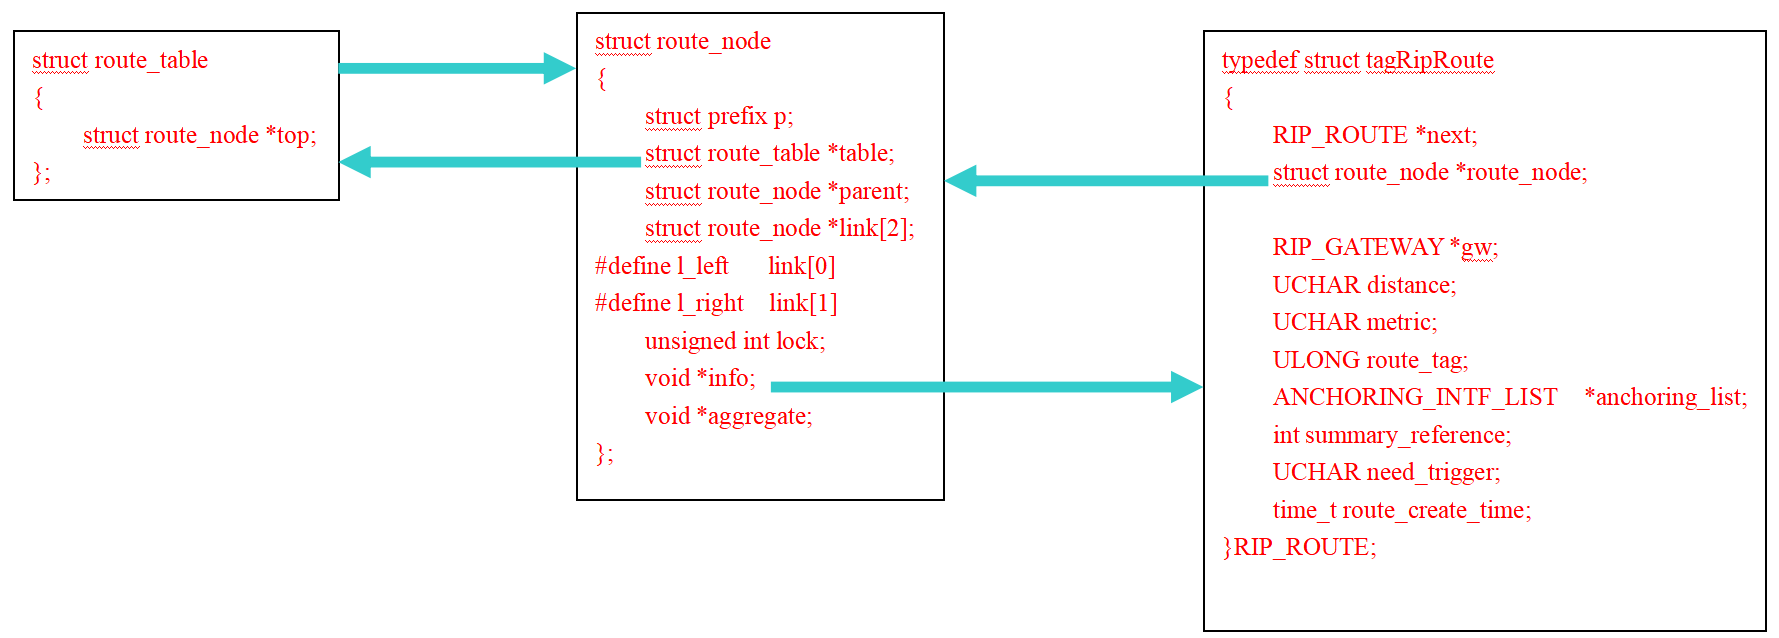 struct route_table
{
struct route_node *top;
};
struct route_node
{
struct prefix p;
struct route_table *table;
struct route_node *parent;
struct route_node *link[2];
#define l_left link[0]
#define l_right link[1]
unsigned int lock;
void *info;
void *aggregate;
};
typedef struct tagRipRoute
{
RIP_ROUTE *next;
struct route_node *route_node;
RIP_GATEWAY *gw;
UCHAR distance;
UCHAR metric;
ULONG route_tag;
ANCHORING_INTF_LIST *anchoring_list;
int summary_reference;
UCHAR need_trigger;
time_t route_create_time;
}RIP_ROUTE;